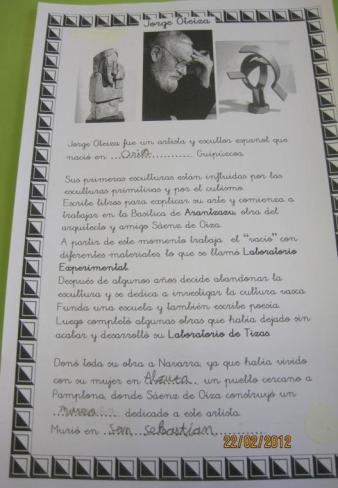 Jorge Oteiza
Jorge Oteiza fue un artista y escultor español que
nació en ...Orio............ Guipúzcoa.
Sus primeras esculturas están influidas por las
esculturas primitivas y por el cubismo.
Escribe libros para explicar su arte y comienza a
trabajar en la Basílica de Arantzazu, obra del
arquitecto y amigo Sáenz de Oiza.
A partir de este momento trabaja el "vacío" con
diferentes materiales lo que se llamó Laboratorio
Experimental.
Después de algunos años decide abandonar la
escultura y se dedica a investigar la cultura vasca.
Funda una escuela y también escribe poesía.
Luego completó algunas obras que había dejado sin
acabar y desarrolló su Laboratorio de Tizas.
Donó toda su obra a Navarra, ya que había vivido
con su mujer en Alzuza, un pueblo cercano a
Pamplona, donde Sáenz de Oiza construyó un
museo dedicado a este artista.
Murió en San Sebastian
22/02/2012